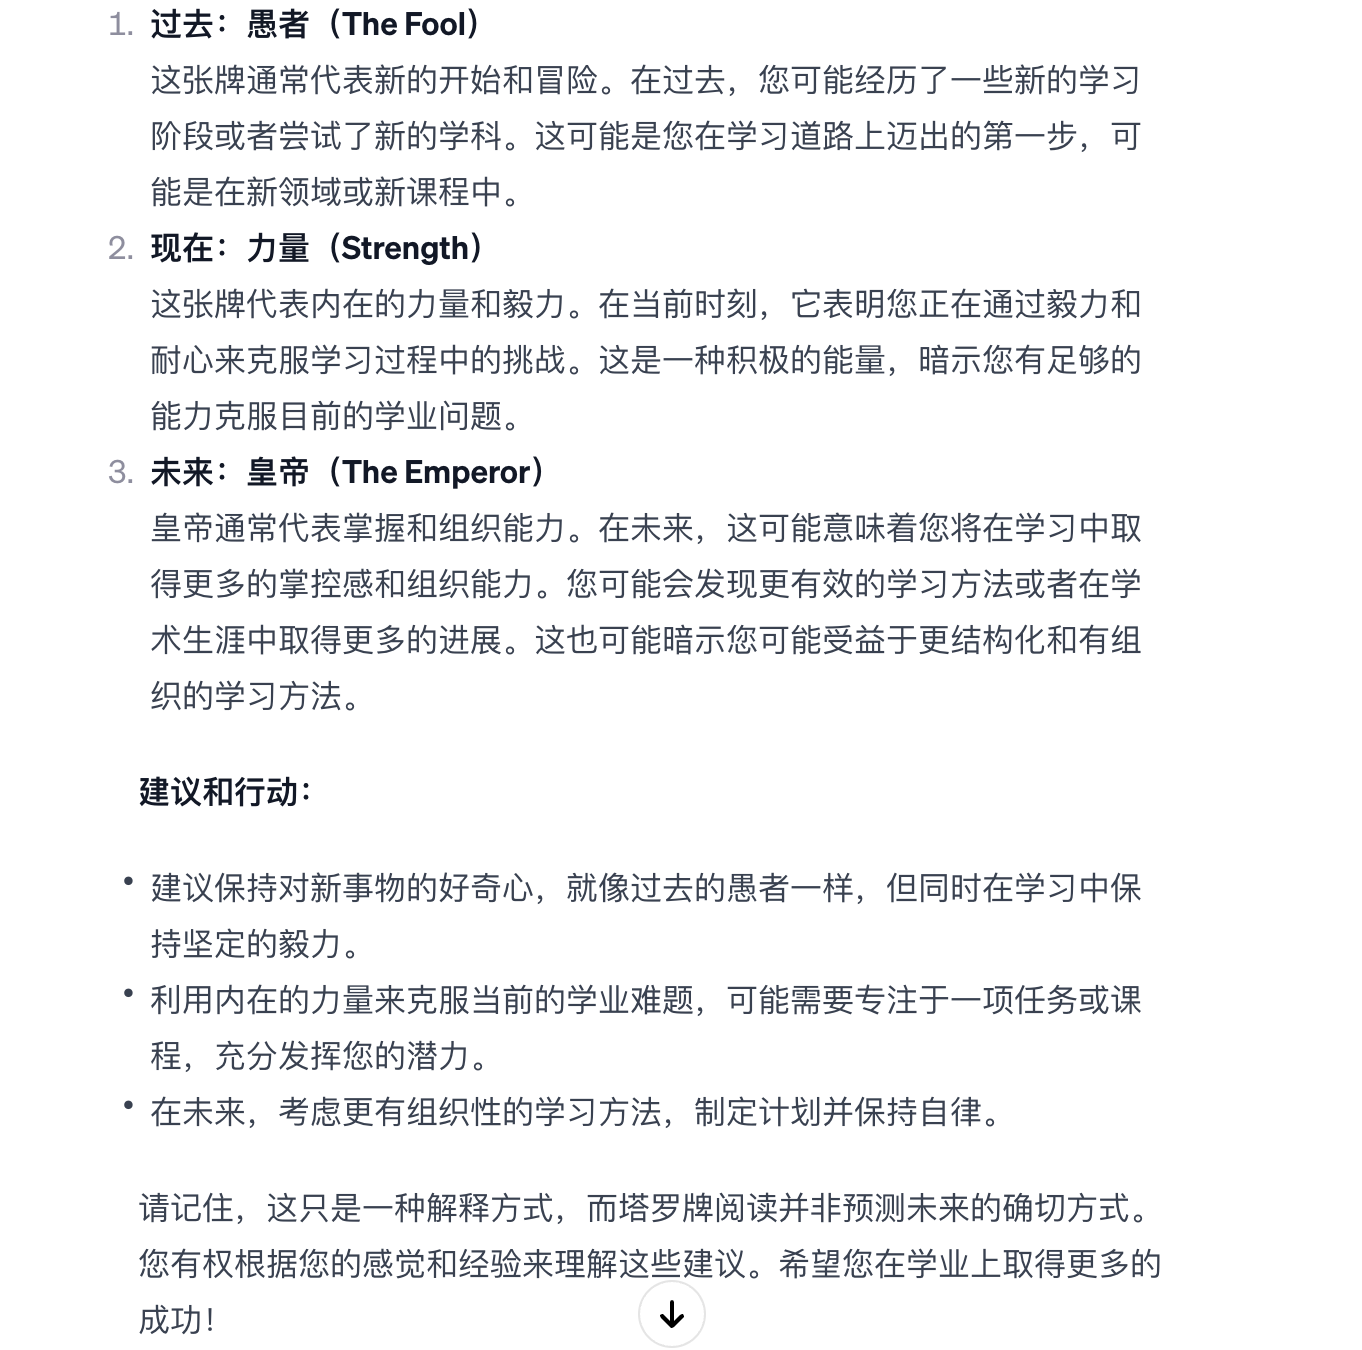 1. 过去：愚者（The Fool）
这张牌通常代表新的开始和冒险。在过去，您可能经历了一些新的学习
阶段或者尝试了新的学科。这可能是您在学习道路上迈出的第一步，可
能是在新领域或新课程中。
2. 现在：力量（Strength）
这张牌代表内在的力量和毅力。在当前时刻，它表明您正在通过毅力和
耐心来克服学习过程中的挑战。这是一种积极的能量，暗示您有足够的
能力克服目前的学业问题。
3. 未来：皇帝（The Emperor）
皇帝通常代表掌握和组织能力。在未来，这可能意味着您将在学习中取
得更多的掌控感和组织能力。您可能会发现更有效的学习方法或者在学
术生涯中取得更多的进展。这也可能暗示您可能受益于更结构化和有组
织的学习方法。
建议和行动：
• 建议保持对新事物的好奇心，就像过去的愚者一样，但同时在学习中保
持坚定的毅力。
• 利用内在的力量来克服当前的学业难题，可能需要专注于一项任务或课
程，充分发挥您的潜力。
• 在未来，考虑更有组织性的学习方法，制定计划并保持自律。
请记住，这只是一种解释方式，而塔罗牌阅读并非预测未来的确切方式。
您有权根据您的感觉和经验来理解这些建议。希望您在学业上取得更多的
成功！